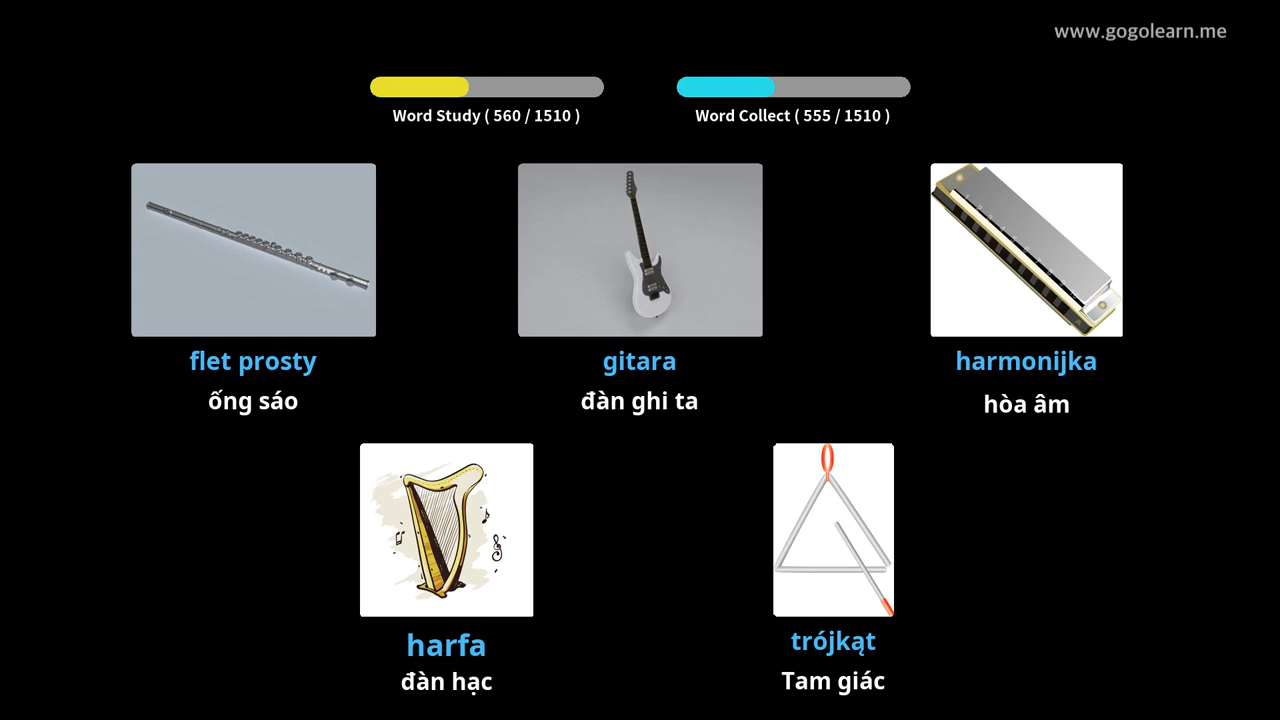 www.gogolearn.me
Word Study ( 560 / 1510 )
Word Collect ( 555 / 1510 )
flet prosty
ống sáo
gitara
đàn ghi ta
harmonijka
hòa âm
harfa
đàn hạc
trójkąt
Tam giác